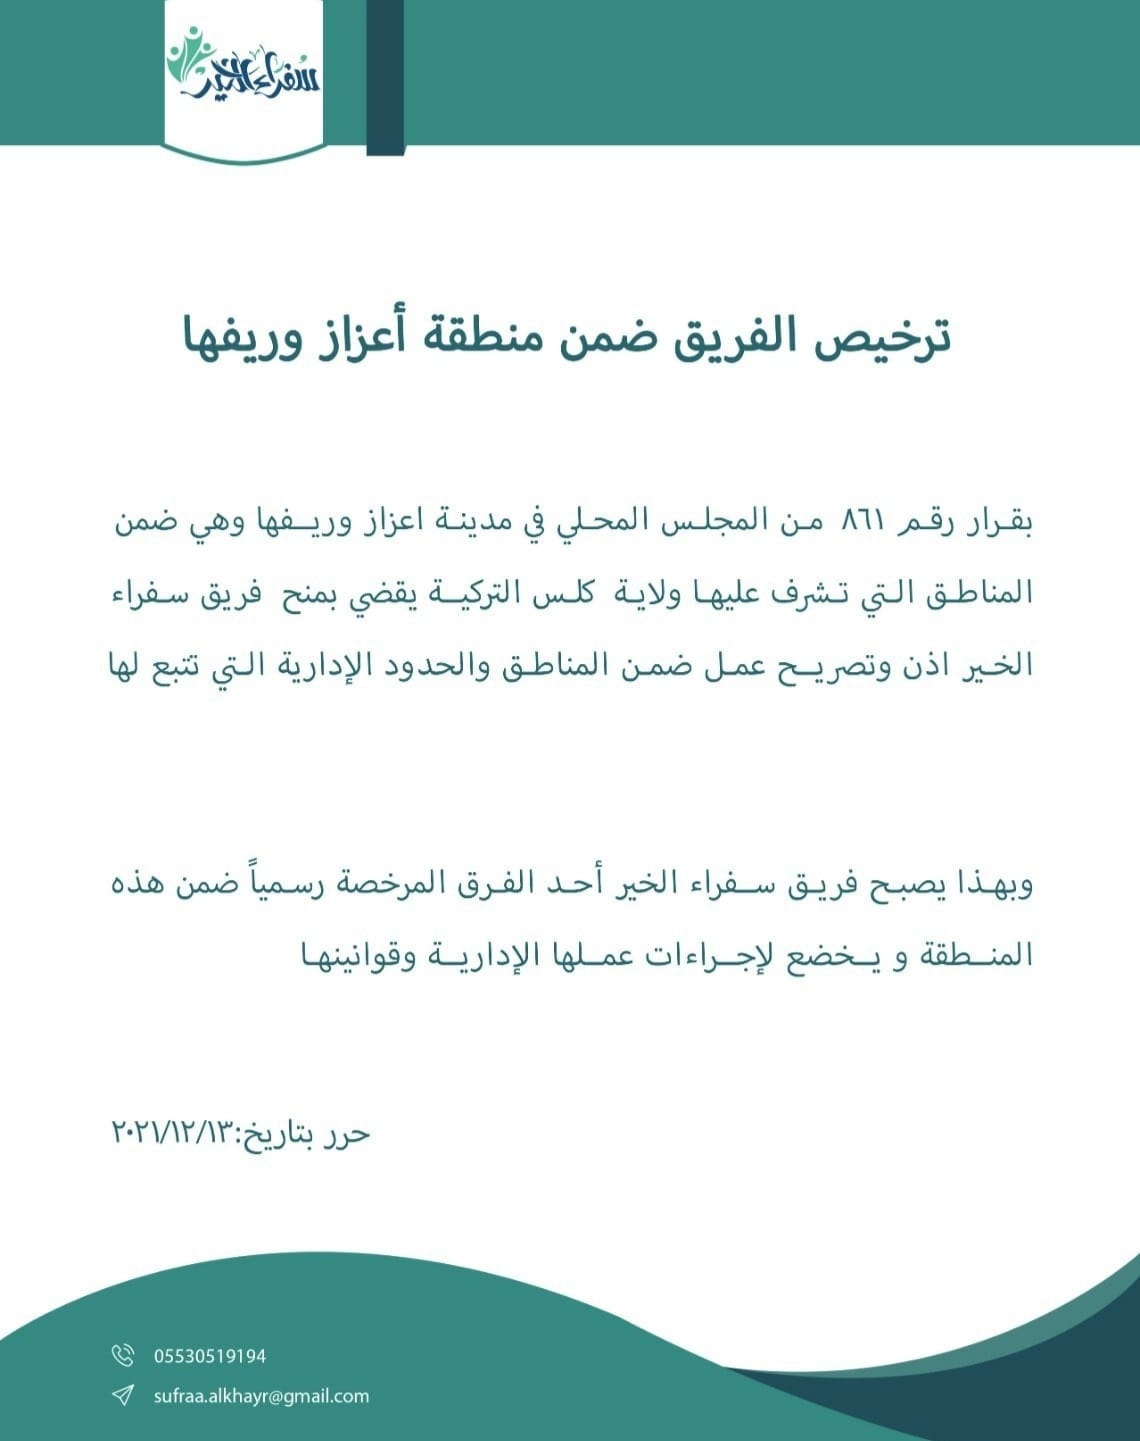 سفراء الخير
ترخيص الفريق ضمن منطقة أعزاز وريفها
بقرار رقم ٨٦١ من المجلس المحلي في مدينة اعزاز وريفها وهي ضمن
المناطق التي تشرف عليها ولاية كلس التركية يقضي بمنح فريق سفراء
الخير اذن وتصريح عمل ضمن المناطق والحدود الإدارية التي تتبع لها
وبهذا يصبح فريق سفراء الخير أحد الفرق المرخصة رسمياً ضمن هذه
المنطقة و يخضع لإجراءات عملها الإدارية وقوانينها
حرر بتاريخ:٢٠٢١/١٢/١٣
05530519194
sufraa.alkhayr@gmail.com